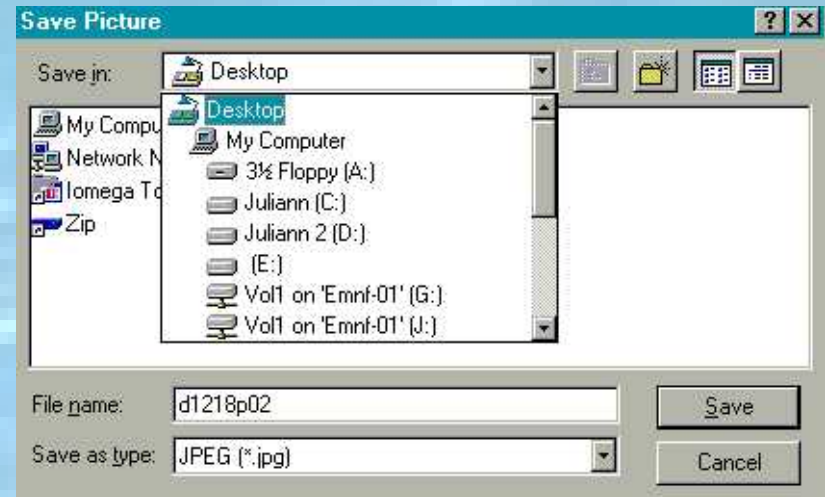 Save Picture
Save in: Desktop
Desktop
My Computer
3½ Floppy (A:)
Juliann (C:)
Juliann 2 (D:)
(E:)
Vol1 on 'Emnf-01' (G:)
Vol1 on 'Emnf-01' (J:)
My Compu
Network N
Iomega To
Zip
File name: d1218p02
Save
Save as type: JPEG (*.jpg)
Cancel